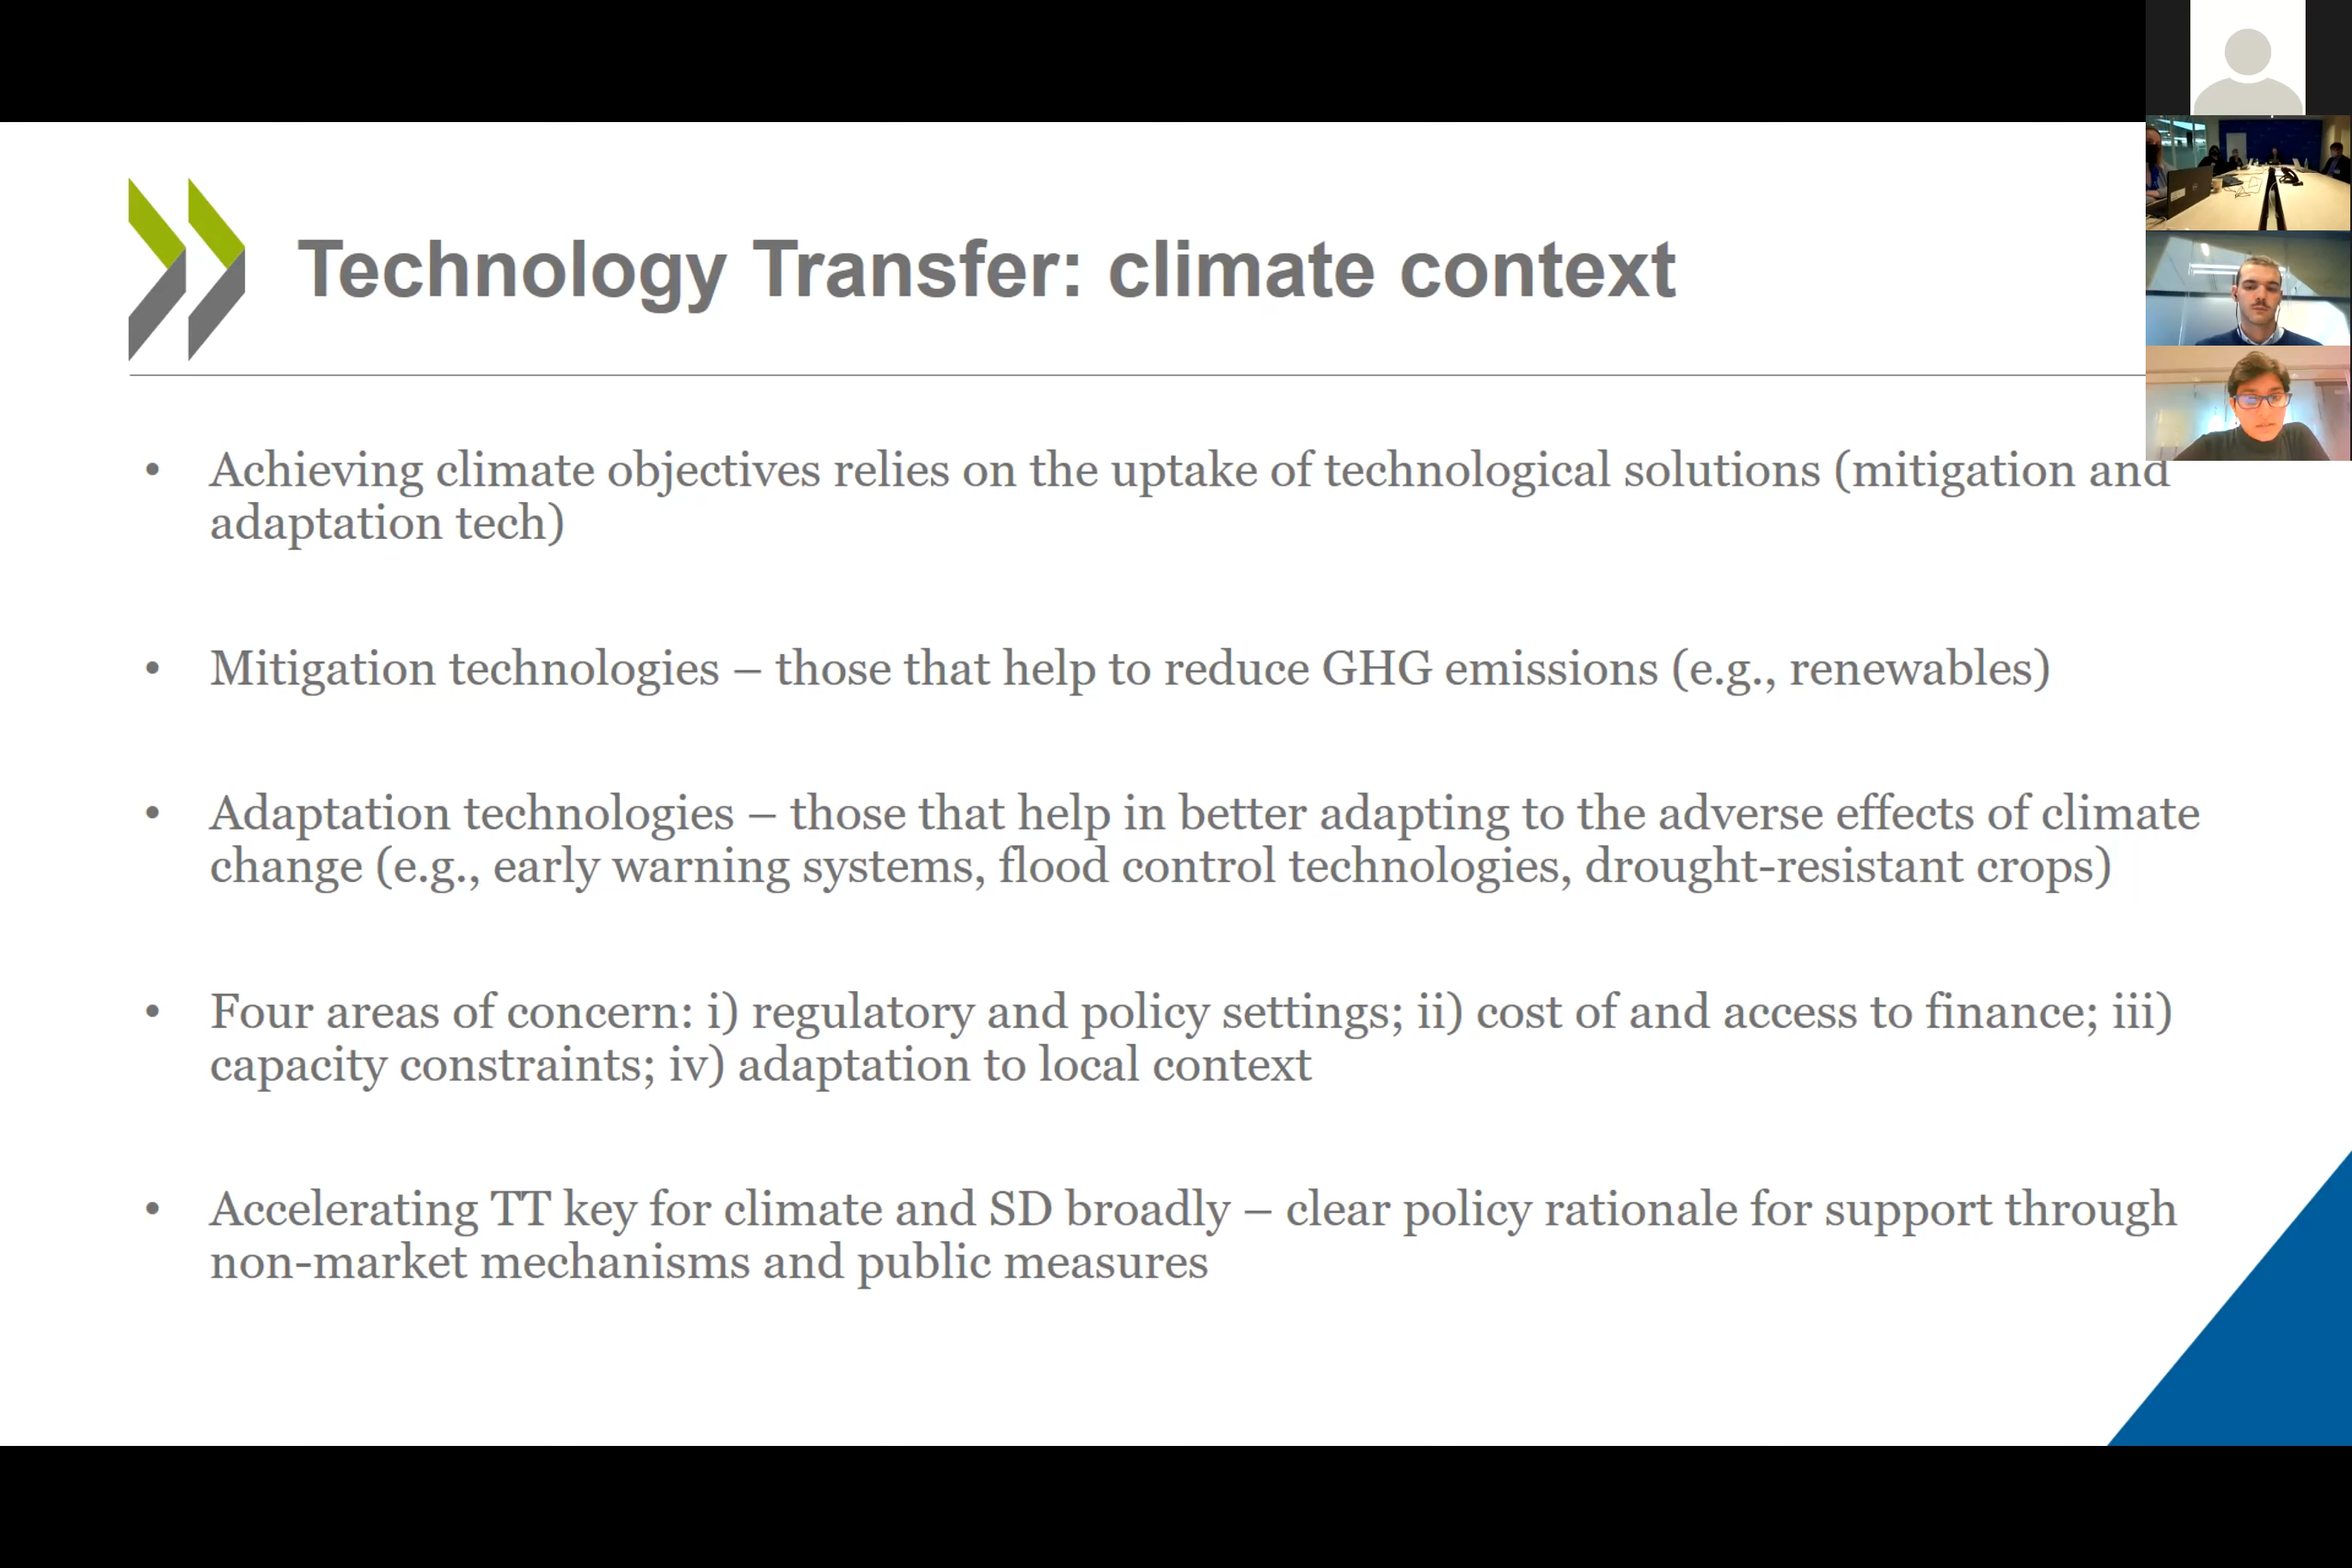 Technology Transfer: climate context
• Achieving climate objectives relies on the uptake of technological solutions (mitigation and
adaptation tech)
• Mitigation technologies – those that help to reduce GHG emissions (e.g., renewables)
• Adaptation technologies – those that help in better adapting to the adverse effects of climate
change (e.g., early warning systems, flood control technologies, drought-resistant crops)
• Four areas of concern: i) regulatory and policy settings; ii) cost of and access to finance; iii)
capacity constraints; iv) adaptation to local context
• Accelerating TT key for climate and SD broadly – clear policy rationale for support through
non-market mechanisms and public measures